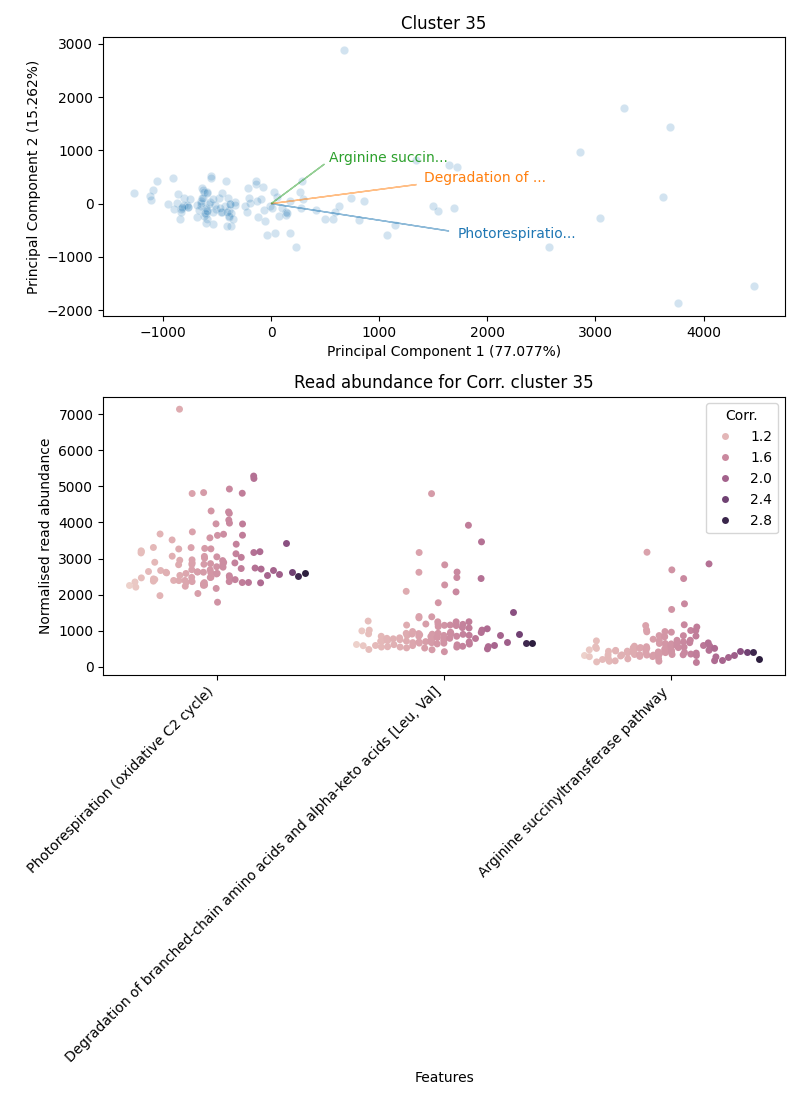 Cluster 35
3000
2000
1000
0
−1000
−2000
Principal Component 2 (15.262%)
Arginine succin...
Degradation of ...
Photorespiratio...
−1000
0
1000
2000
3000
4000
Principal Component 1 (77.077%)
Read abundance for Corr. cluster 35
7000
6000
5000
4000
3000
2000
1000
0
Normalised read abundance
Corr.
1.2
1.6
2.0
2.4
2.8
Photorespiration (oxidative C2 cycle)
Degradation of branched-chain amino acids and alpha-keto acids [Leu, Val]
Arginine succinyltransferase pathway
Features